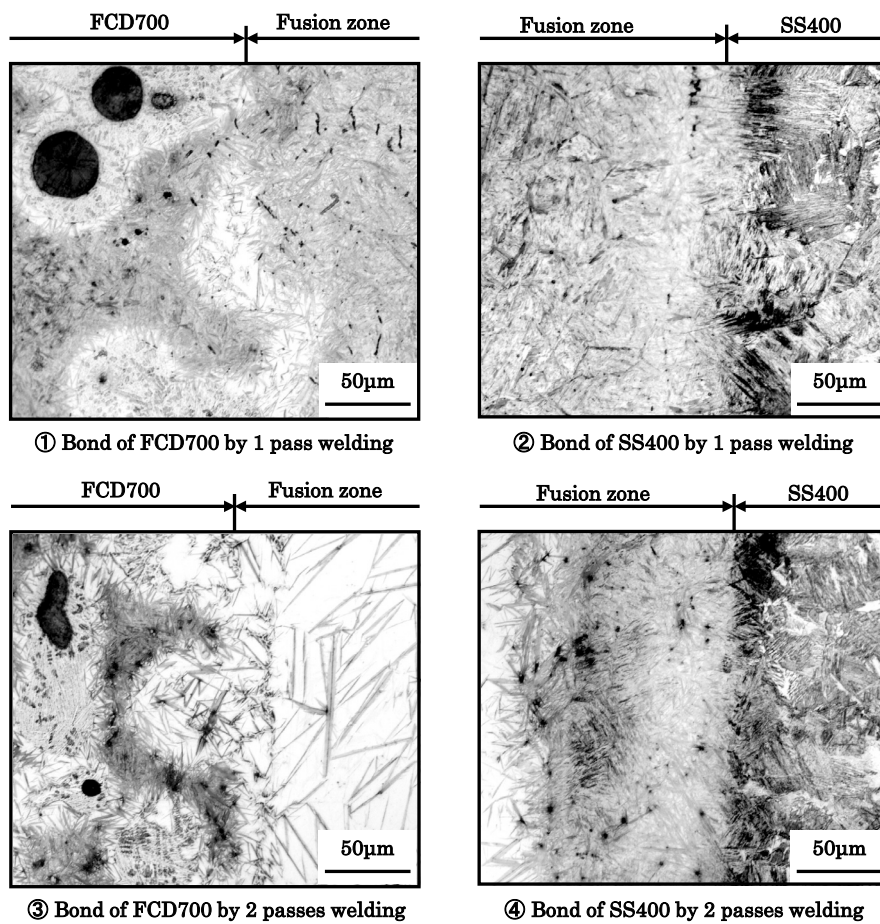 FCD700 Fusion zone
Fusion zone SS400
50μm
50μm
① Bond of FCD700 by 1 pass welding
② Bond of SS400 by 1 pass welding
FCD700 Fusion zone
Fusion zone SS400
50μm
50μm
③ Bond of FCD700 by 2 passes welding
④ Bond of SS400 by 2 passes welding